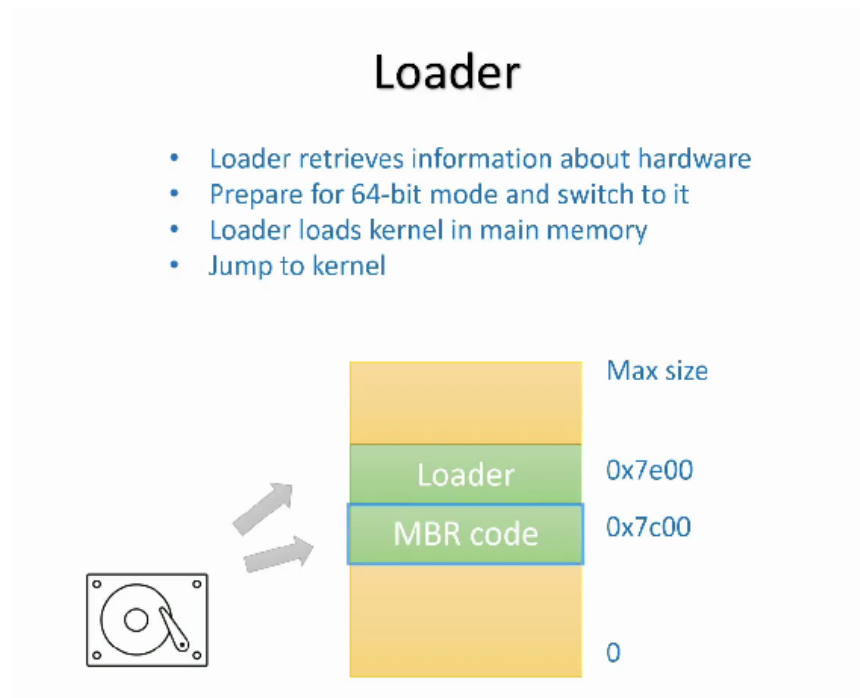 Loader
• Loader retrieves information about hardware
• Prepare for 64-bit mode and switch to it
• Loader loads kernel in main memory
• Jump to kernel
Max size
Loader 0x7e00
MBR code 0x7c00
0